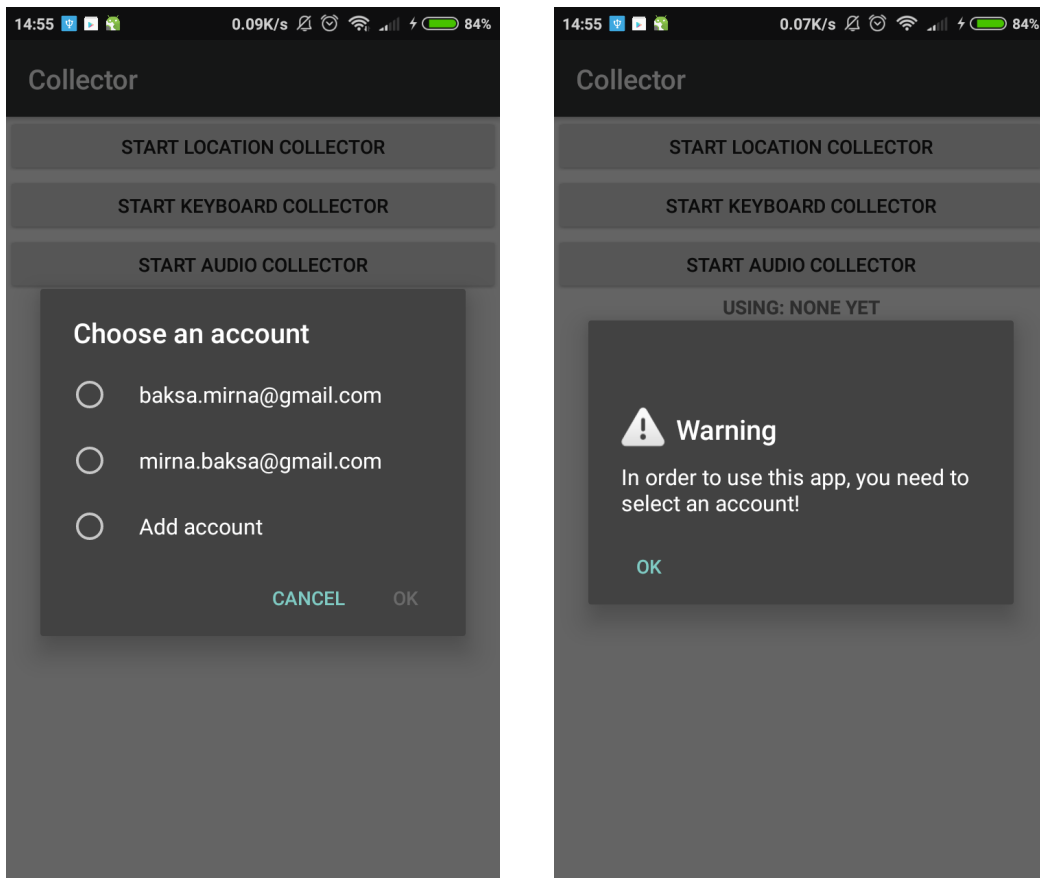 14:55 0.09K/s 84%
Collector
START LOCATION COLLECTOR
START KEYBOARD COLLECTOR
START AUDIO COLLECTOR
Choose an account
baksa.mirna@gmail.com
mirna.baksa@gmail.com
Add account
CANCEL OK
14:55 0.07K/s 84%
Collector
START LOCATION COLLECTOR
START KEYBOARD COLLECTOR
START AUDIO COLLECTOR
USING: NONE YET
Warning
In order to use this app, you need to
select an account!
OK